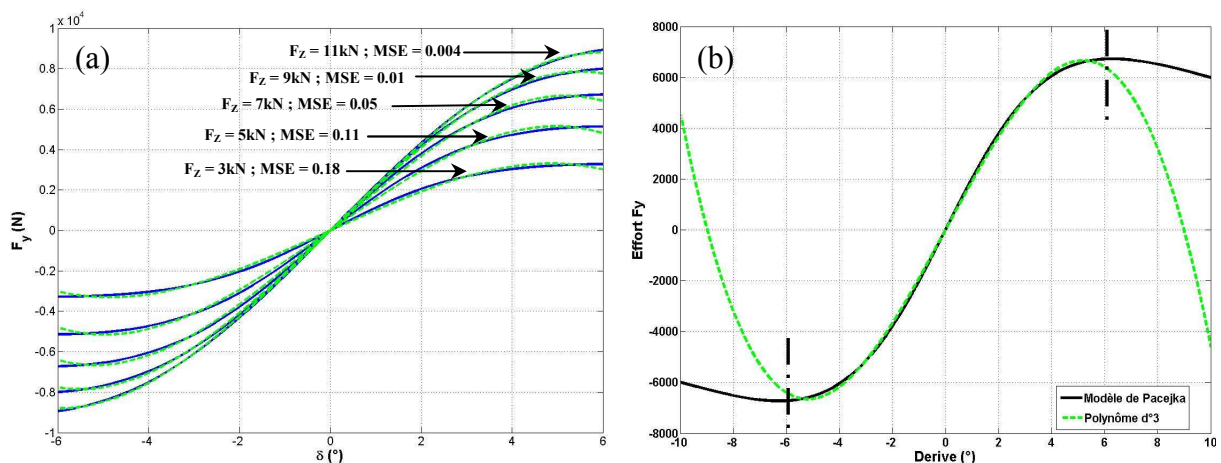 (a)
x 10^4
F_Z = 11kN ; MSE = 0.004
F_Z = 9kN ; MSE = 0.01
F_Z = 7kN ; MSE = 0.05
F_Z = 5kN ; MSE = 0.11
F_Z = 3kN ; MSE = 0.18
F_y (N)
1
0.8
0.6
0.4
0.2
0
-0.2
-0.4
-0.6
-0.8
-1
-6 -4 -2 0 2 4 6
δ (°)
(b)
Effort Fy
8000
6000
4000
2000
0
-2000
-4000
-6000
-8000
Modèle de Pacejka
Polynôme d°3
-10 -8 -6 -4 -2 0 2 4 6 8 10
Derive (°)